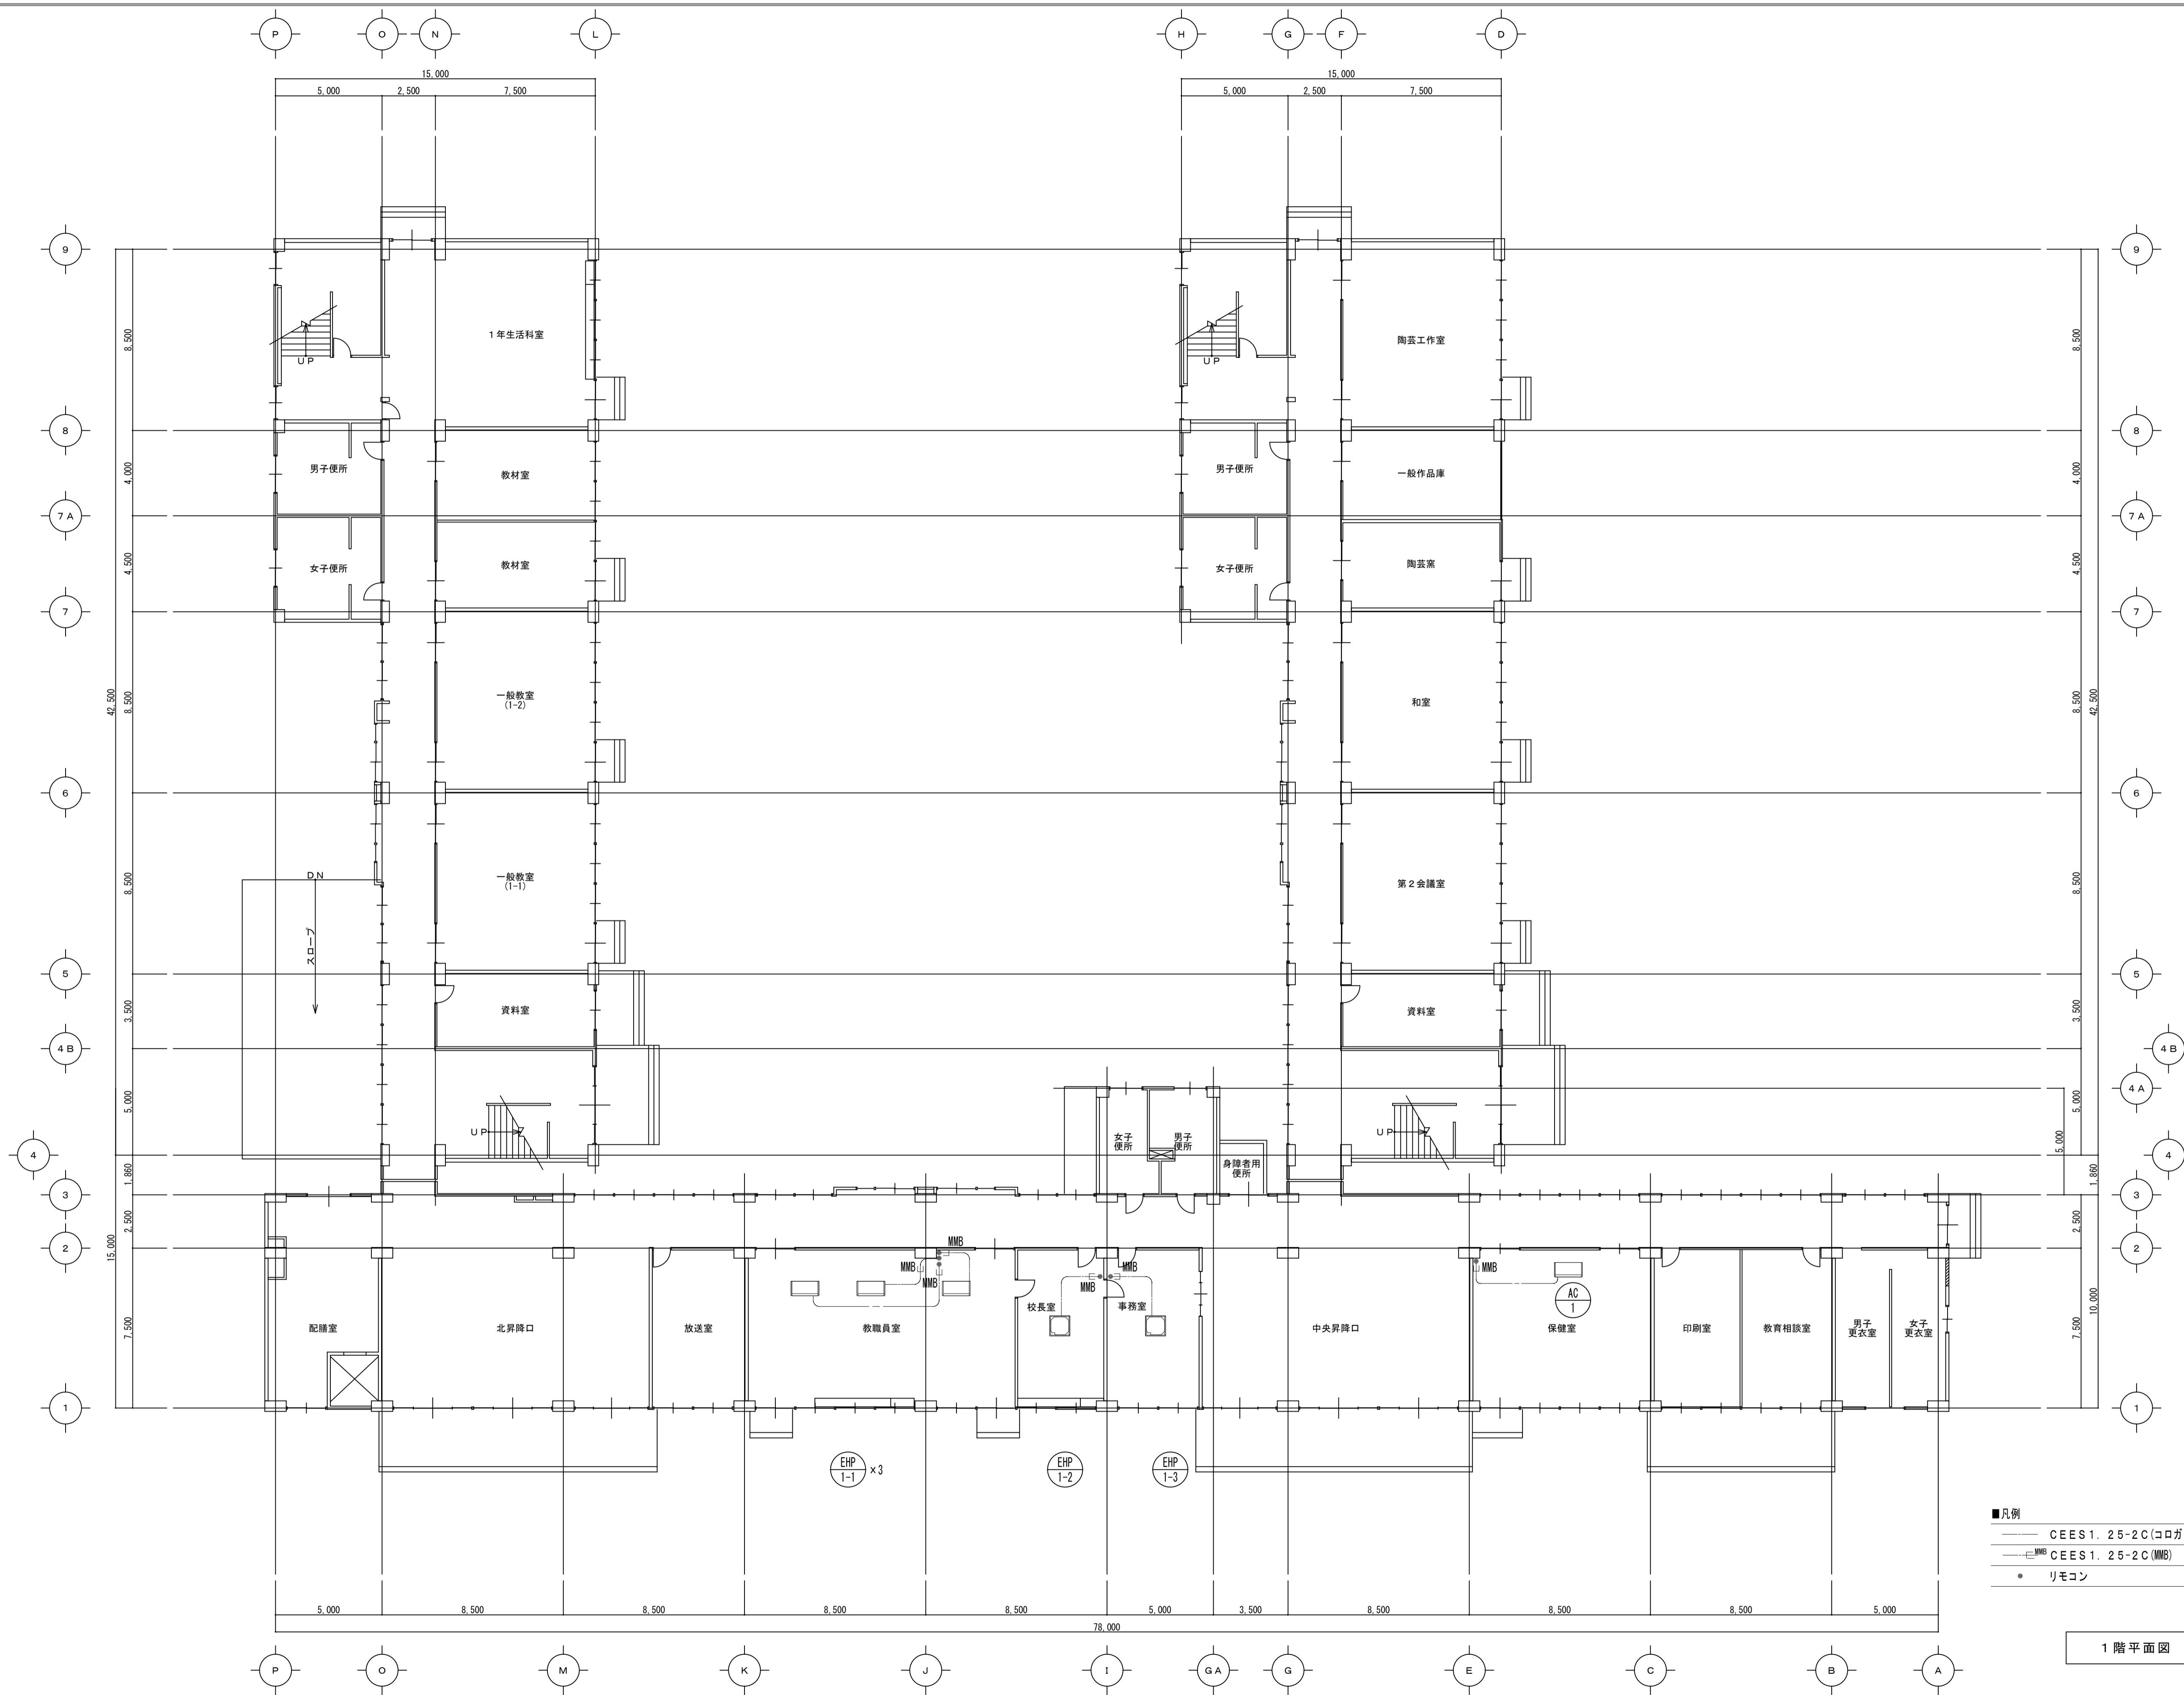 P O N L H G F D
15,000 15,000
5,000 2,500 7,500 5,000 2,500 7,500
9 9
8,500 1年生活科室 陶芸工作室 8,500
UP UP
8 8
4,000 男子便所 教材室 男子便所 一般作品庫 4,000
7A 7A
4,500 女子便所 教材室 女子便所 陶芸窯 4,500
7 7
42,500 8,500 一般教室 和室 8,500 42,500
(1-2)
6 6
8,500 DN 一般教室 第2会議室 8,500
(1-1)
スロープ
5 5
3,500 資料室 資料室 3,500
4B 4B
4A
5,000 5,000
UP 女子 男子 UP 5,000
便所 便所
4 4
1,860 身障者用 1,860
便所
3 3
2,500 2,500
2 15,000 MMB 2
MMB MMB MMB MMB MMB
AC
1
10,000
7,500 配膳室 北昇降口 放送室 教職員室 校長室 事務室 中央昇降口 保健室 印刷室 教育相談室 男子 女子 7,500
更衣室 更衣室
1 1
EHP EHP EHP
1-1 ×3 1-2 1-3
■凡例
CEES1.25-2C(コロガ
MMB CEES1.25-2C(MMB)
リモコン
5,000 8,500 8,500 8,500 8,500 5,000 3,500 8,500 8,500 8,500 5,000
78,000
1階平面図
P O M K J I GA G E C B A